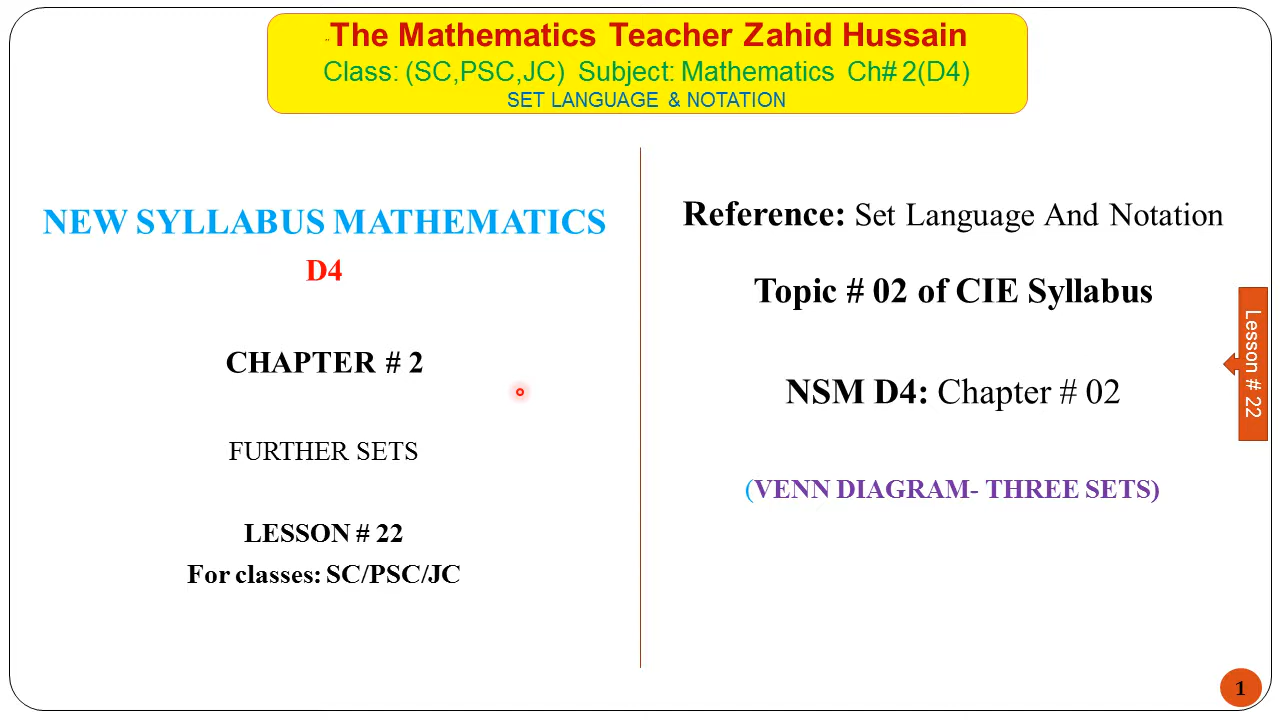 The Mathematics Teacher Zahid Hussain
Class: (SC,PSC,JC) Subject: Mathematics Ch# 2(D4)
SET LANGUAGE & NOTATION
NEW SYLLABUS MATHEMATICS
D4
CHAPTER # 2
FURTHER SETS
LESSON # 22
For classes: SC/PSC/JC
Reference: Set Language And Notation
Topic # 02 of CIE Syllabus
NSM D4: Chapter # 02
(VENN DIAGRAM- THREE SETS)
Lesson # 22
1